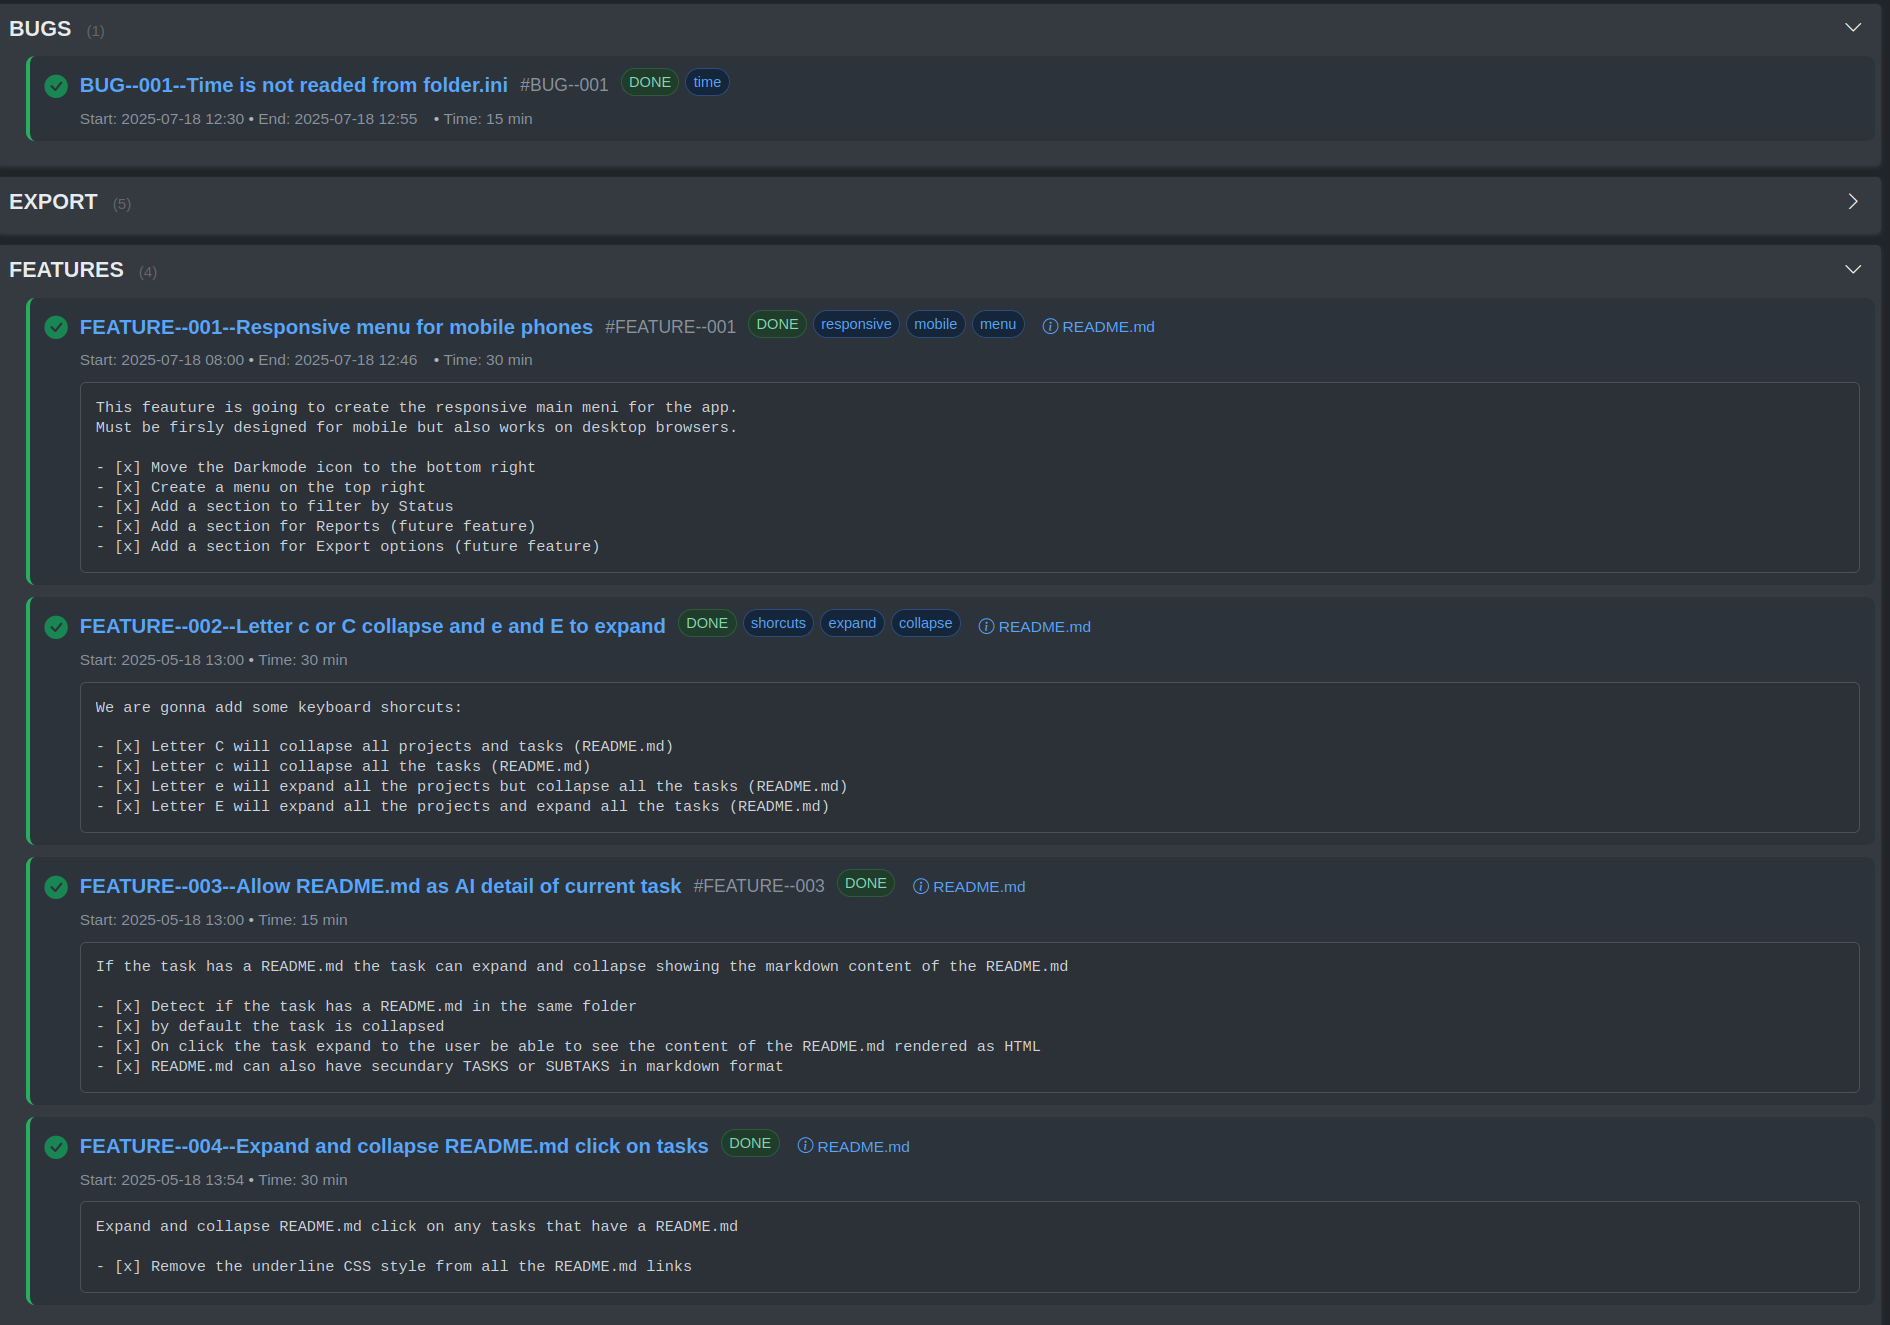 BUGS (1)
BUG--001--Time is not readed from folder.ini #BUG--001 DONE time
Start: 2025-07-18 12:30 • End: 2025-07-18 12:55 • Time: 15 min
EXPORT (5)
FEATURES (4)
FEATURE--001--Responsive menu for mobile phones #FEATURE--001 DONE responsive mobile menu README.md
Start: 2025-07-18 08:00 • End: 2025-07-18 12:46 • Time: 30 min
This feauture is going to create the responsive main meni for the app.
Must be firsly designed for mobile but also works on desktop browsers.
- [x] Move the Darkmode icon to the bottom right
- [x] Create a menu on the top right
- [x] Add a section to filter by Status
- [x] Add a section for Reports (future feature)
- [x] Add a section for Export options (future feature)
FEATURE--002--Letter c or C collapse and e and E to expand DONE shorcuts expand collapse README.md
Start: 2025-05-18 13:00 • Time: 30 min
We are gonna add some keyboard shorcuts:
- [x] Letter C will collapse all projects and tasks (README.md)
- [x] Letter c will collapse all the tasks (README.md)
- [x] Letter e will expand all the projects but collapse all the tasks (README.md)
- [x] Letter E will expand all the projects and expand all the tasks (README.md)
FEATURE--003--Allow README.md as AI detail of current task #FEATURE--003 DONE README.md
Start: 2025-05-18 13:00 • Time: 15 min
If the task has a README.md the task can expand and collapse showing the markdown content of the README.md
- [x] Detect if the task has a README.md in the same folder
- [x] by default the task is collapsed
- [x] On click the task expand to the user be able to see the content of the README.md rendered as HTML
- [x] README.md can also have secundary TASKS or SUBTAKS in markdown format
FEATURE--004--Expand and collapse README.md click on tasks DONE README.md
Start: 2025-05-18 13:54 • Time: 30 min
Expand and collapse README.md click on any tasks that have a README.md
- [x] Remove the underline CSS style from all the README.md links